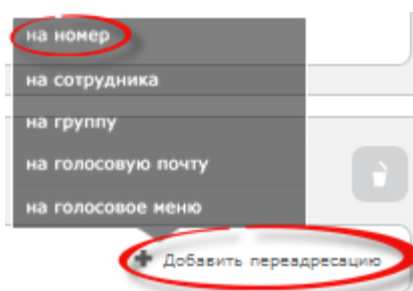 на номер
на сотрудника
на группу
на голосовую почту
на голосовое меню
Добавить переадресацию